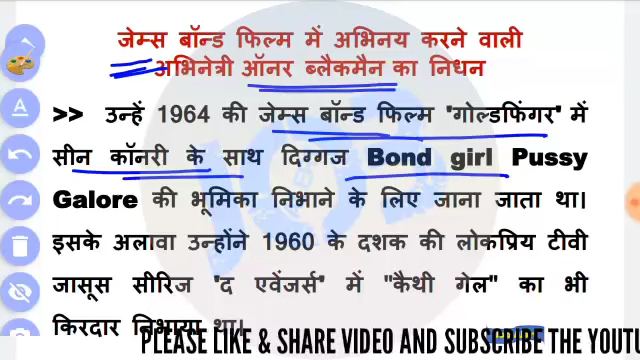 जेम्स बॉन्ड फिल्म में अभिनय करने वाली
अभिनेत्री ऑनर ब्लैकमैन का निधन
>> उन्हें 1964 की जेम्स बॉन्ड फिल्म 'गोल्डफिंगर' में
सीन कॉनरी के साथ दिग्गज Bond girl Pussy
Galore की भूमिका निभाने के लिए जाना जाता था।
इसके अलावा उन्होंने 1960 के दशक की लोकप्रिय टीवी
जासूस सीरिज 'द एवेंजर्स' में "कैथी गेल" का भी
किरदार निभाया था।
PLEASE LIKE & SHARE VIDEO AND SUBSCRIBE THE YOUT